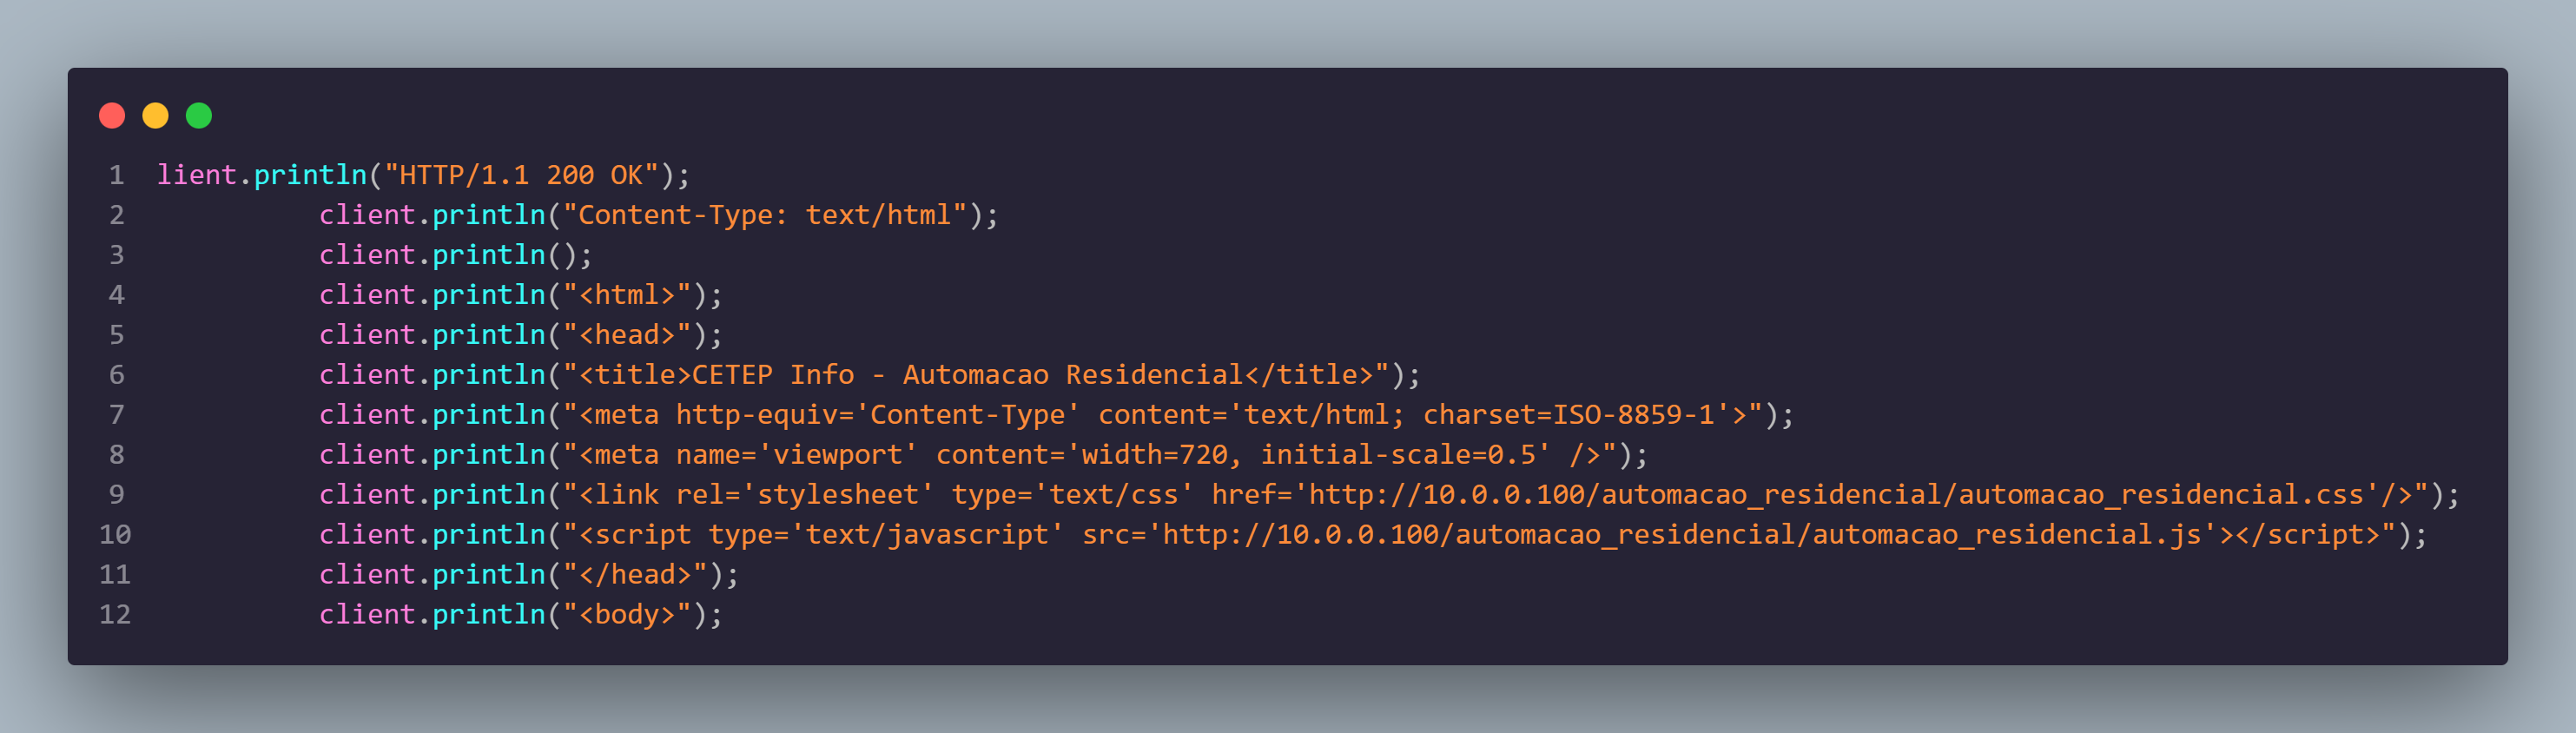 1 lient.println("HTTP/1.1 200 OK");
2 client.println("Content-Type: text/html");
3 client.println();
4 client.println("<html>");
5 client.println("<head>");
6 client.println("<title>CETEP Info - Automacao Residencial</title>");
7 client.println("<meta http-equiv='Content-Type' content='text/html; charset=ISO-8859-1'>");
8 client.println("<meta name='viewport' content='width=720, initial-scale=0.5' />");
9 client.println("<link rel='stylesheet' type='text/css' href='http://10.0.0.100/automacao_residencial/automacao_residencial.css'/>");
10 client.println("<script type='text/javascript' src='http://10.0.0.100/automacao_residencial/automacao_residencial.js'></script>");
11 client.println("</head>");
12 client.println("<body>");